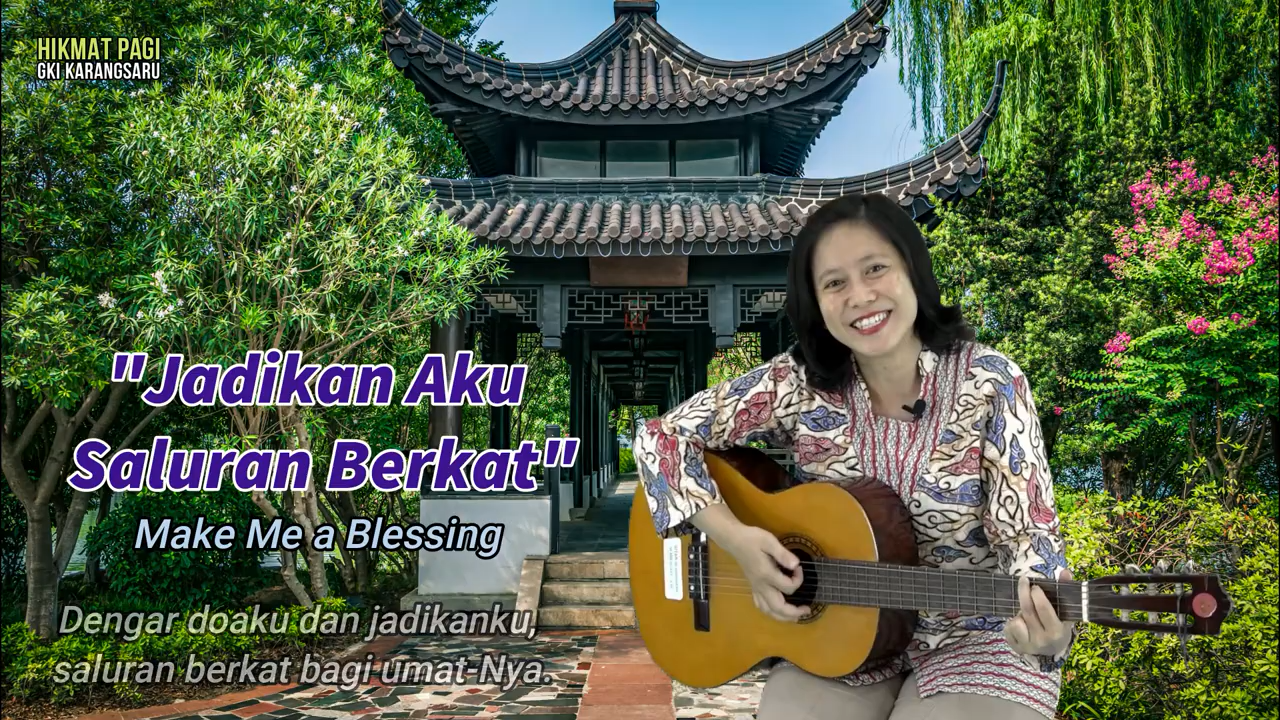 HIKMAT PAGI
GKI KARANGSARU
"Jadikan Aku
Saluran Berkat"
Make Me a Blessing
Dengar doaku dan jadikanku,
saluran berkat bagi umat-Nya.